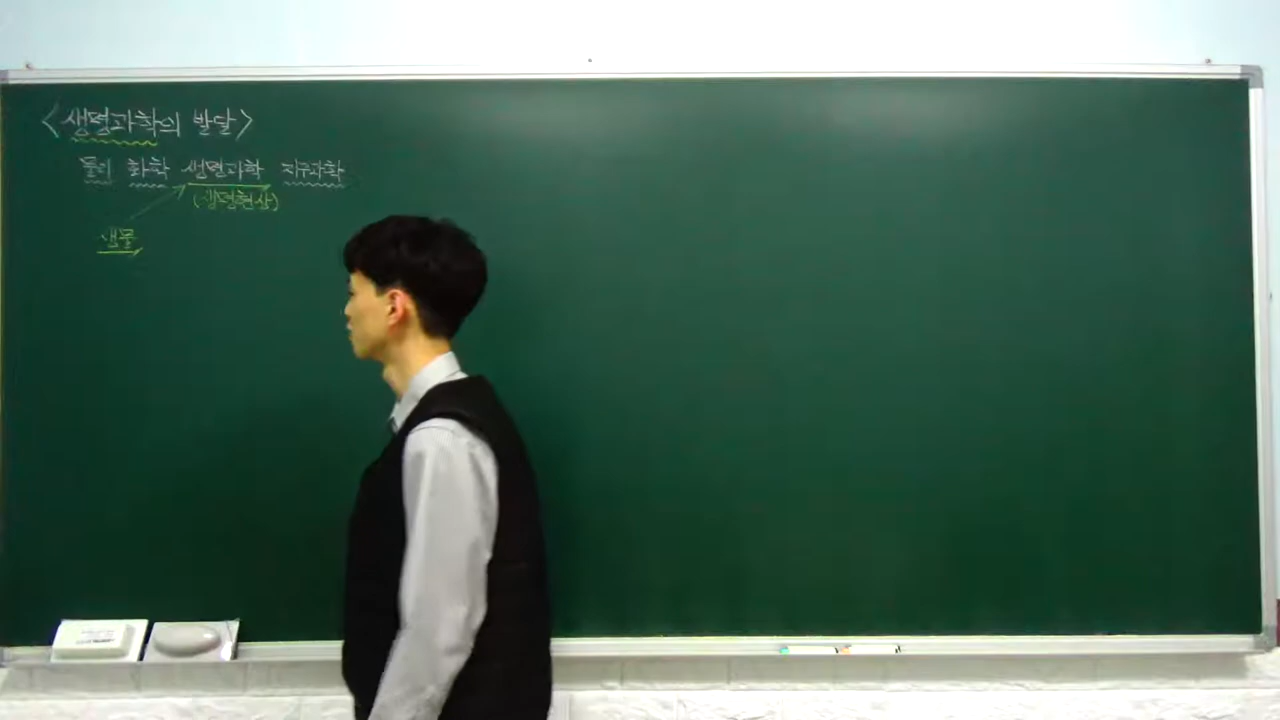 <생명과학의 발달>
물리 화학 생명과학 지구과학
(생명현상)
생물